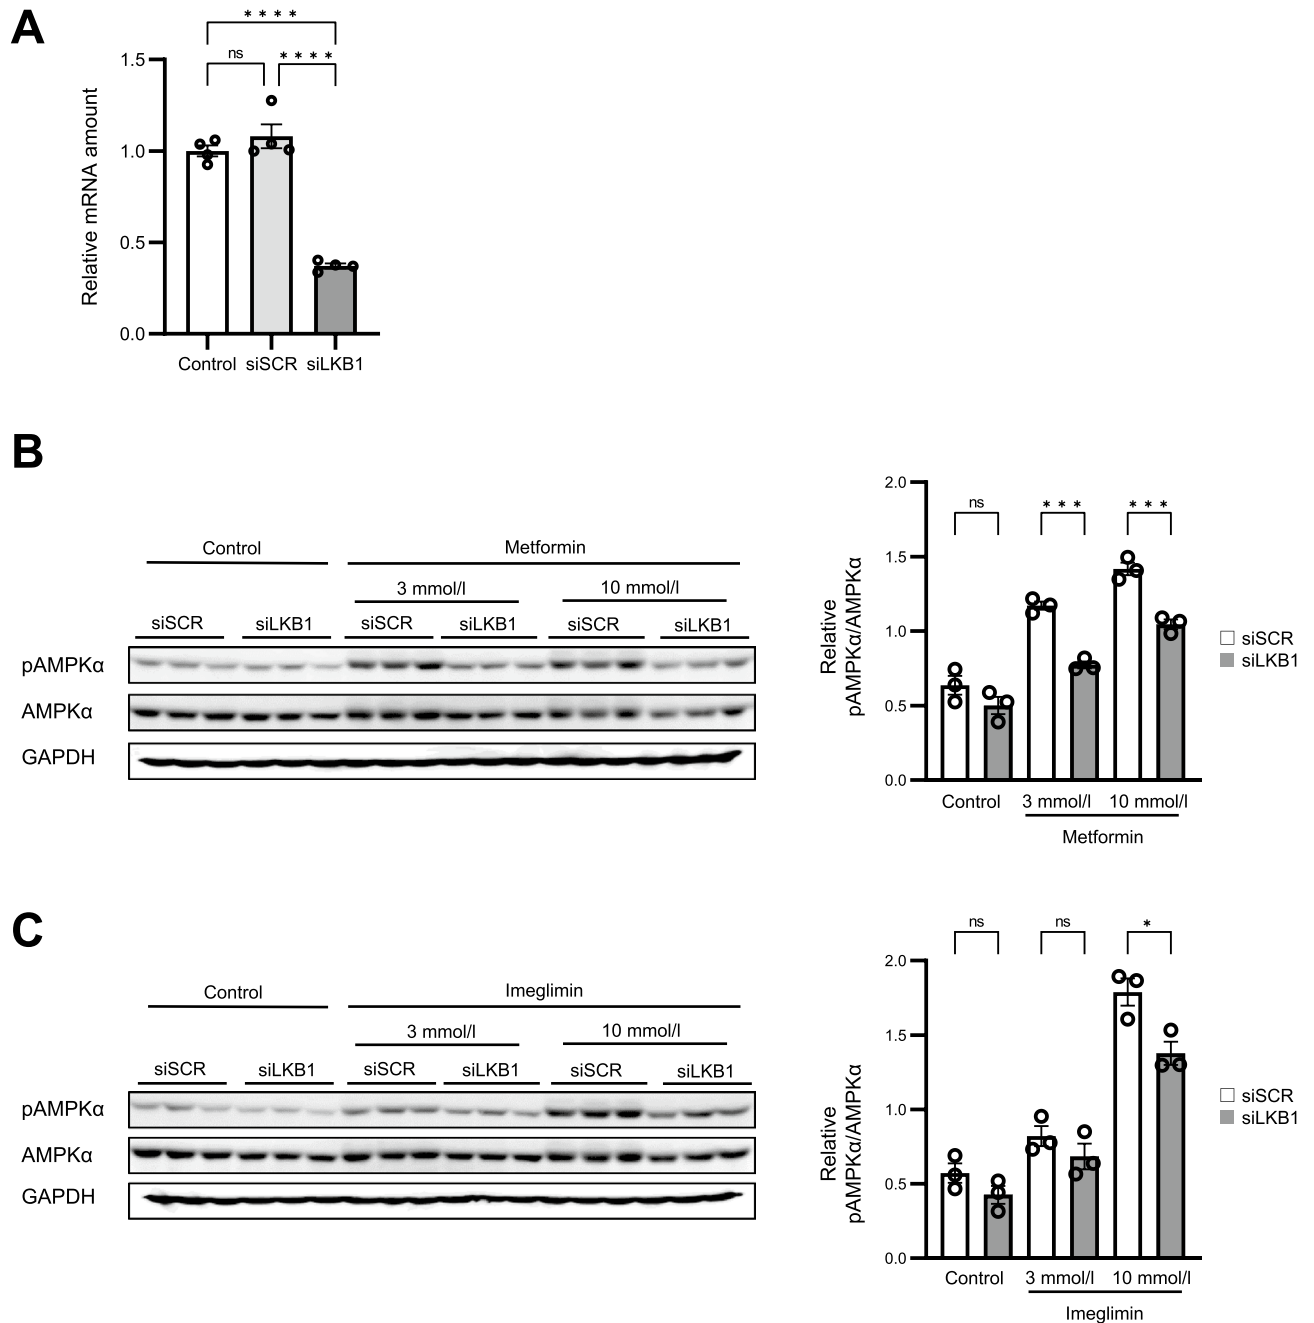 A
* * * *
ns
* * * *
1.5
1.0
0.5
0.0
Relative mRNA amount
Control siSCR siLKB1
B
Control
Metformin
3 mmol/l
10 mmol/l
siSCR siLKB1 siSCR siLKB1 siSCR siLKB1
pAMPKα
AMPKα
GAPDH
2.0
1.5
1.0
0.5
0.0
Relative
pAMPKα/AMPKα
ns
* * *
* * *
Control 3 mmol/l 10 mmol/l
Metformin
siSCR
siLKB1
C
Control
Imeglimin
3 mmol/l
10 mmol/l
siSCR siLKB1 siSCR siLKB1 siSCR siLKB1
pAMPKα
AMPKα
GAPDH
ns
ns
*
2.0
1.5
1.0
0.5
0.0
Relative
pAMPKα/AMPKα
Control 3 mmol/l 10 mmol/l
Imeglimin
siSCR
siLKB1